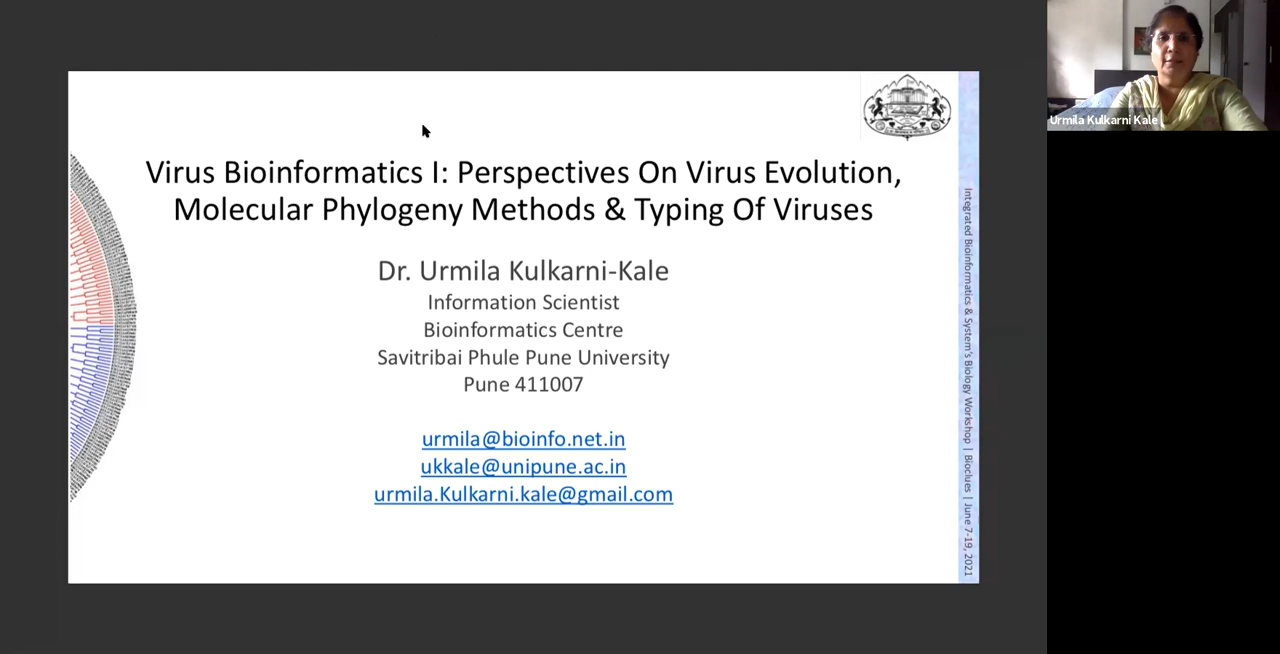 Virus Bioinformatics I: Perspectives On Virus Evolution,
Molecular Phylogeny Methods & Typing Of Viruses
Dr. Urmila Kulkarni-Kale
Information Scientist
Bioinformatics Centre
Savitribai Phule Pune University
Pune 411007
urmila@bioinfo.net.in
ukkale@unipune.ac.in
urmila.Kulkarni.kale@gmail.com
Integrated Bioinformatics & System's Biology Workshop | Bioclues | June 7-19, 2021
Urmila Kulkarni Kale